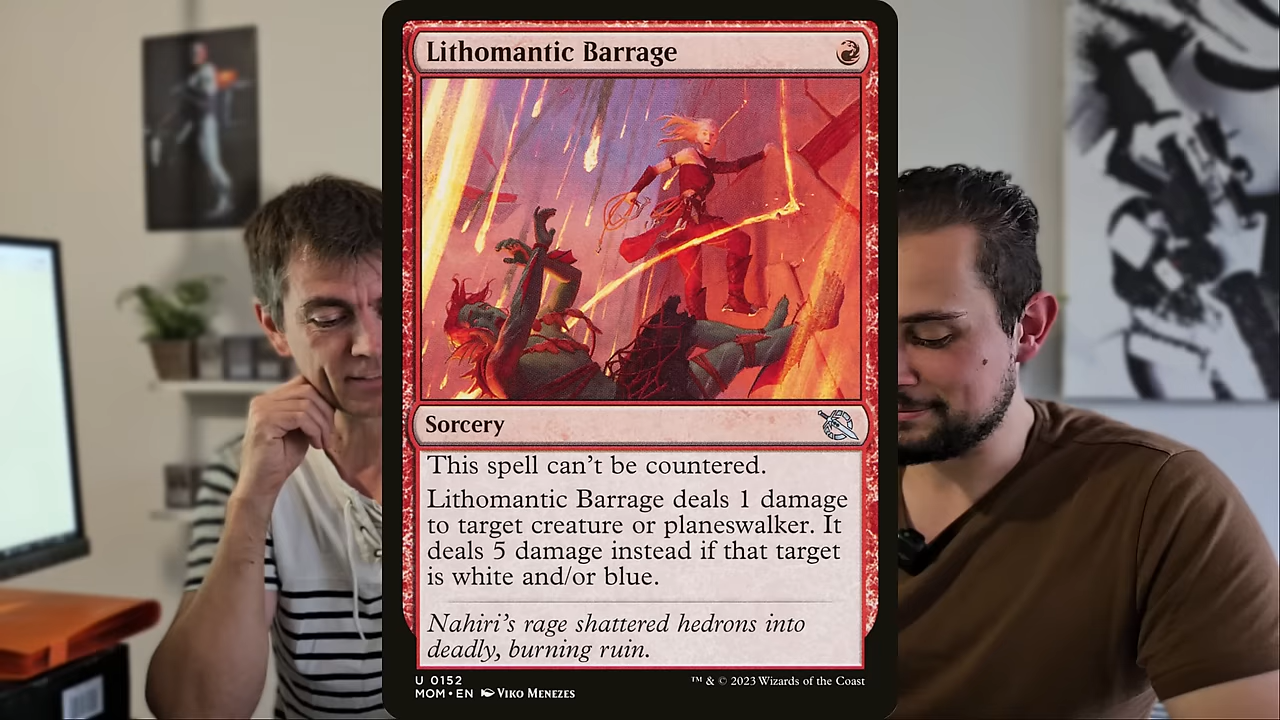 Lithomantic Barrage
Sorcery
This spell can't be countered.
Lithomantic Barrage deals 1 damage
to target creature or planeswalker. It
deals 5 damage instead if that target
is white and/or blue.
Nahiri's rage shattered hedrons into
deadly, burning ruin.
U 0152
MOM • EN Viko Menezes
™ & © 2023 Wizards of the Coast